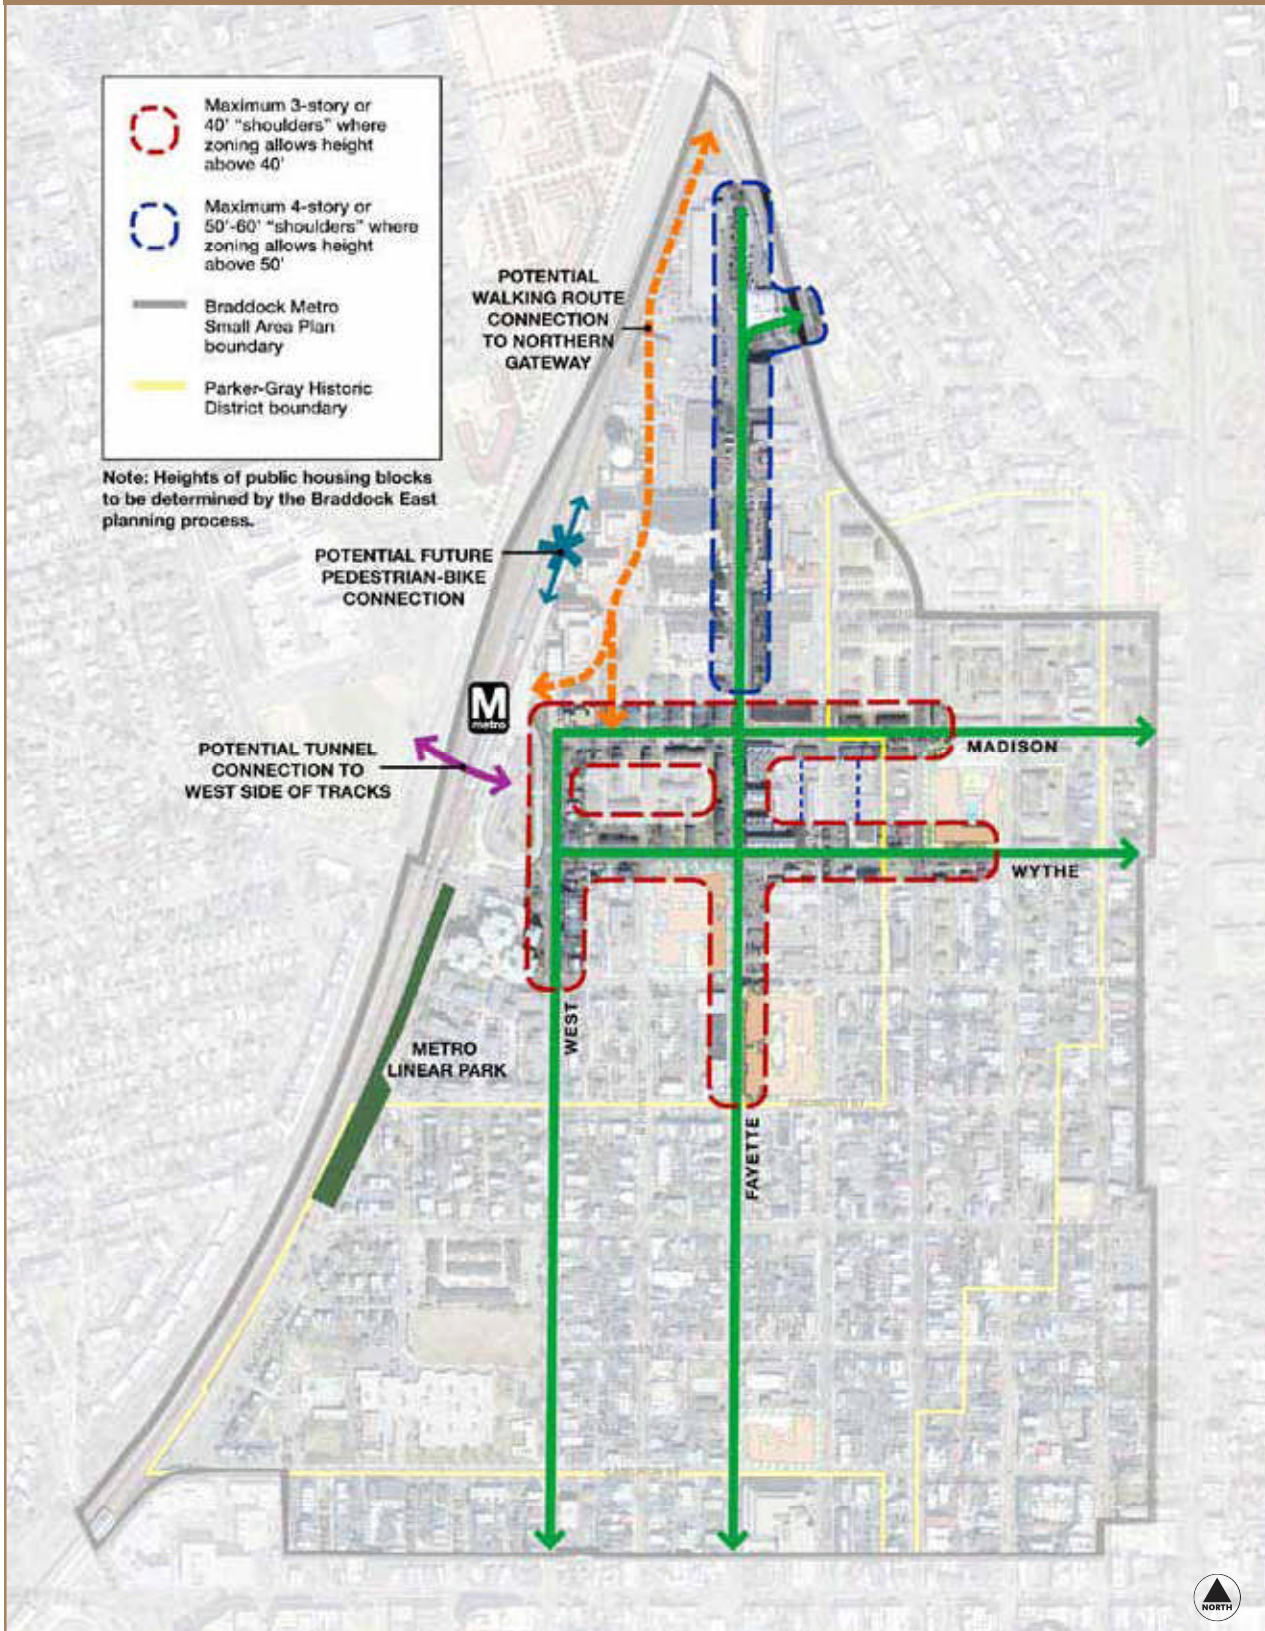 Maximum 3-story or
40' "shoulders" where
zoning allows height
above 40'
Maximum 4-story or
50'-60' "shoulders" where
zoning allows height
above 50'
Braddock Metro
Small Area Plan
boundary
Parker-Gray Historic
District boundary
Note: Heights of public housing blocks
to be determined by the Braddock East
planning process.
POTENTIAL
WALKING ROUTE
CONNECTION
TO NORTHERN
GATEWAY
POTENTIAL FUTURE
PEDESTRIAN-BIKE
CONNECTION
M
metro
POTENTIAL TUNNEL
CONNECTION TO
WEST SIDE OF TRACKS
MADISON
WYTHE
WEST
METRO
LINEAR PARK
FAYETTE
NORTH